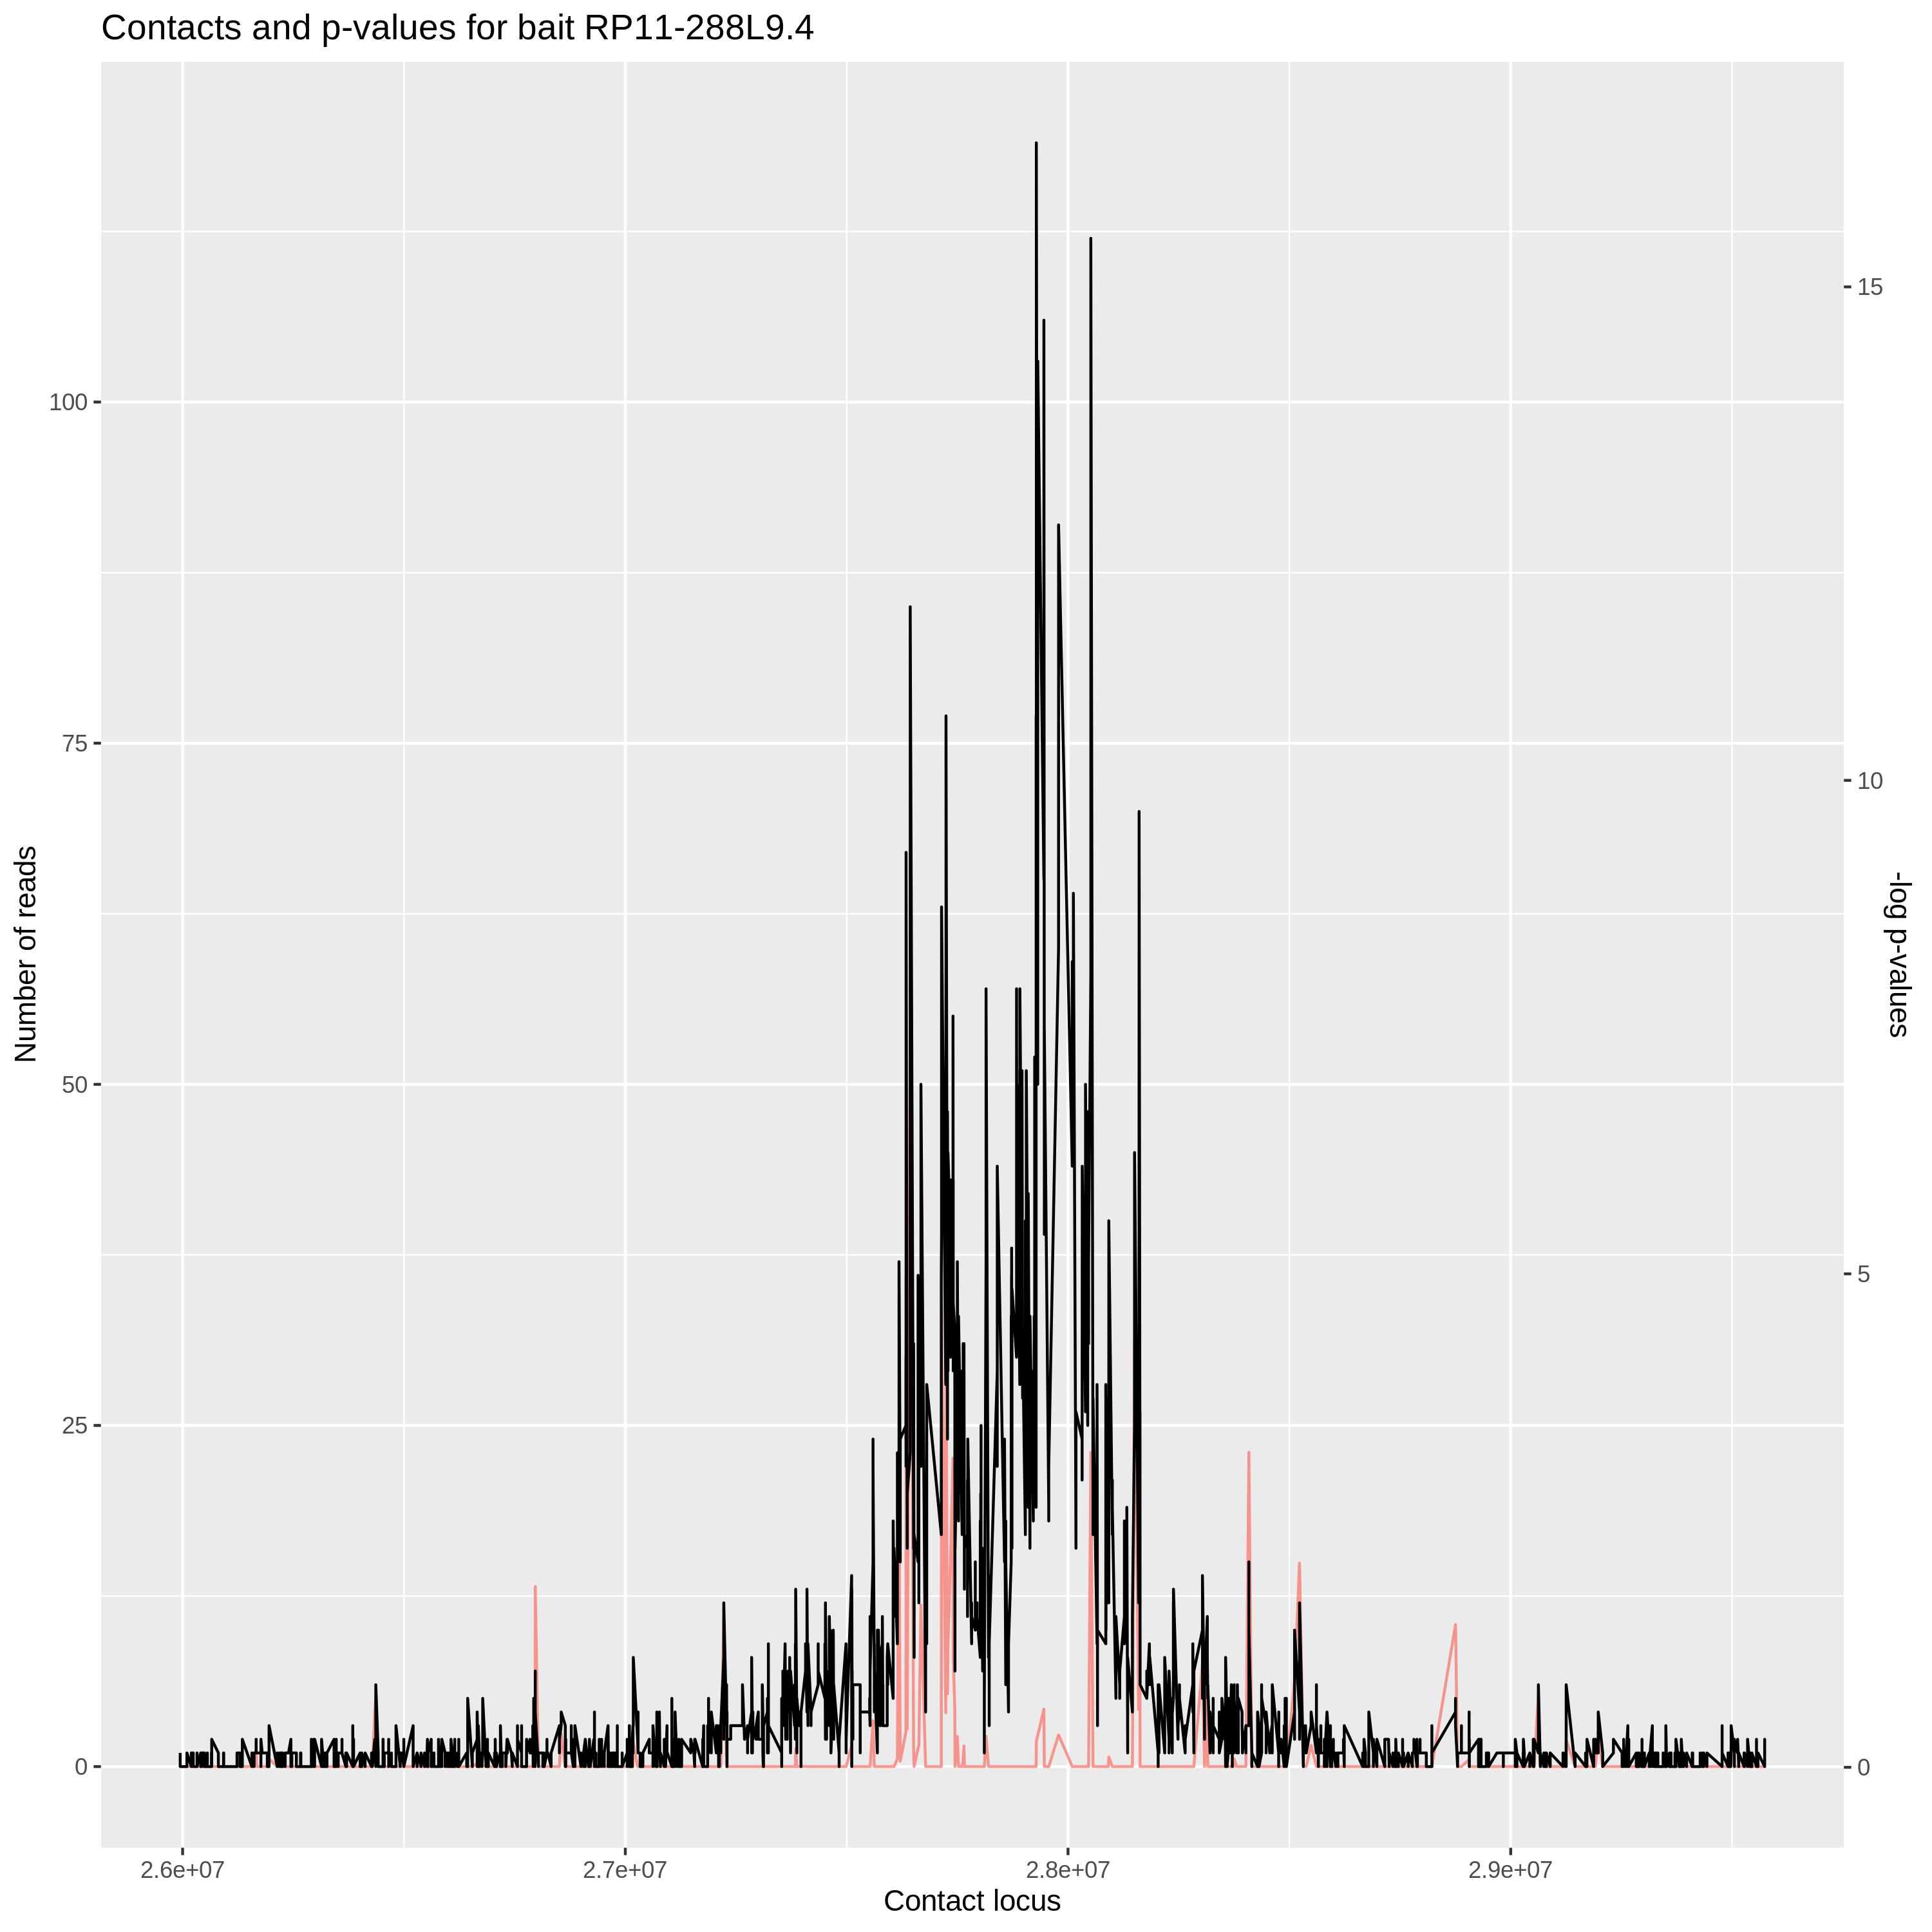 Contacts and p-values for bait RP11-288L9.4
Number of reads
100
75
50
25
0
15
10
5
0
-log p-values
2.6e+07
2.7e+07
2.8e+07
2.9e+07
Contact locus